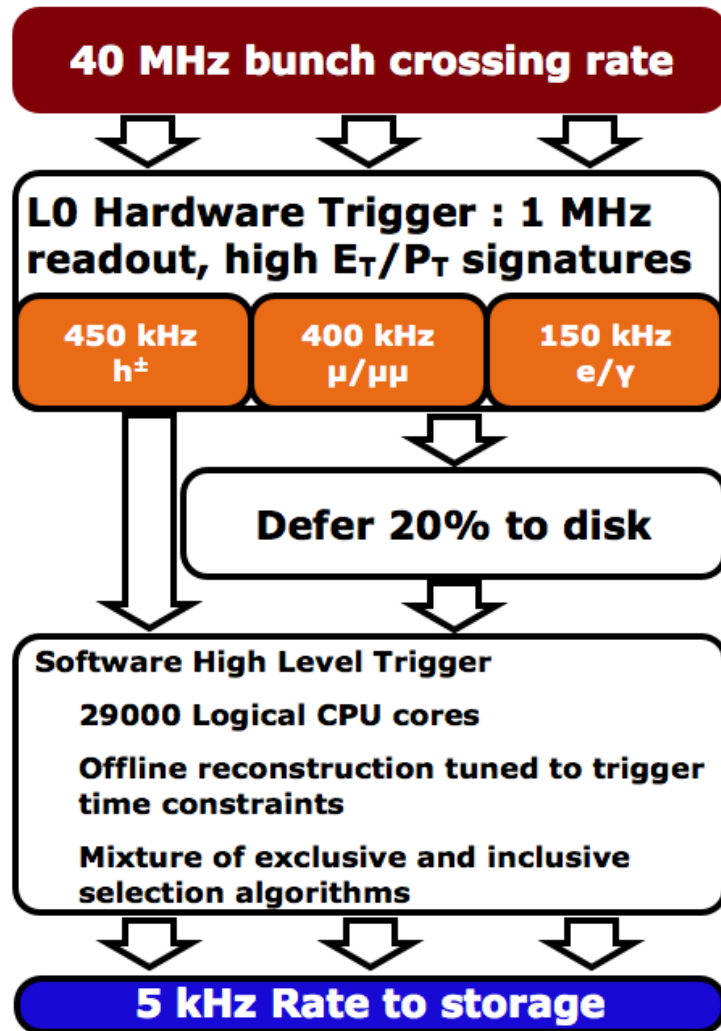 40 MHz bunch crossing rate
L0 Hardware Trigger : 1 MHz
readout, high E_T/P_T signatures
450 kHz
h±
400 kHz
μ/μμ
150 kHz
e/γ
Defer 20% to disk
Software High Level Trigger
29000 Logical CPU cores
Offline reconstruction tuned to trigger
time constraints
Mixture of exclusive and inclusive
selection algorithms
5 kHz Rate to storage